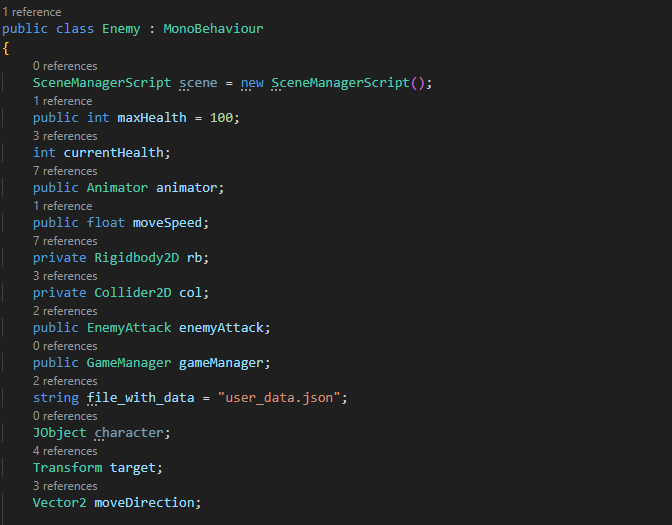 1 reference
public class Enemy : MonoBehaviour
{
0 references
SceneManagerScript scene = new SceneManagerScript();
1 reference
public int maxHealth = 100;
3 references
int currentHealth;
7 references
public Animator animator;
1 reference
public float moveSpeed;
7 references
private Rigidbody2D rb;
3 references
private Collider2D col;
2 references
public EnemyAttack enemyAttack;
0 references
public GameManager gameManager;
2 references
string file_with_data = "user_data.json";
0 references
JObject character;
4 references
Transform target;
3 references
Vector2 moveDirection;